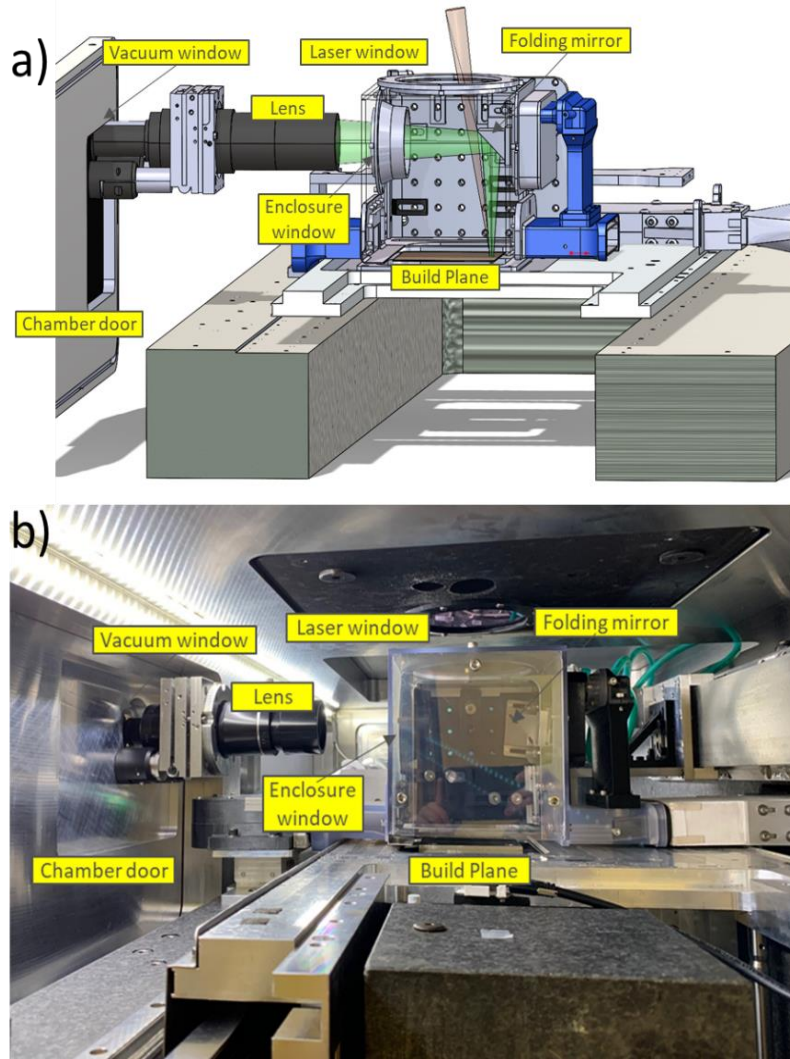 a)
Vacuum window
Laser window
Folding mirror
Lens
Enclosure
window
Build Plane
Chamber door
b)
Vacuum window
Laser window
Folding mirror
Lens
Enclosure
window
Chamber door
Build Plane